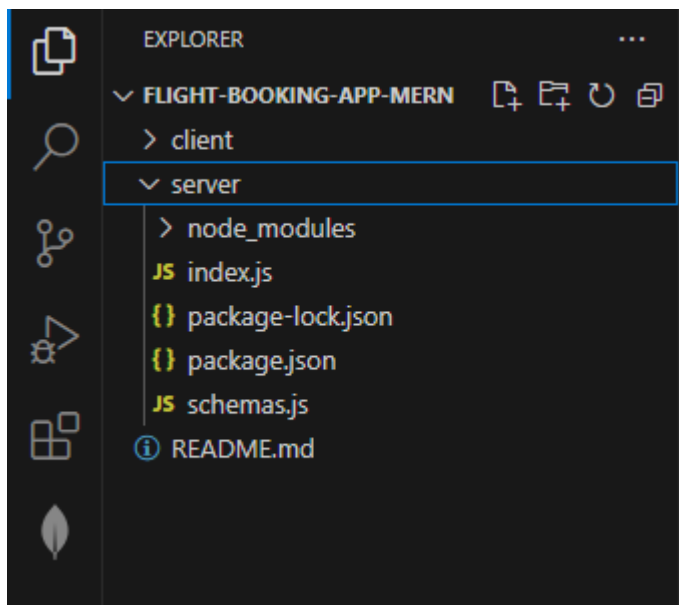 EXPLORER
FLIGHT-BOOKING-APP-MERN
client
server
node_modules
JS index.js
{} package-lock.json
{} package.json
JS schemas.js
README.md